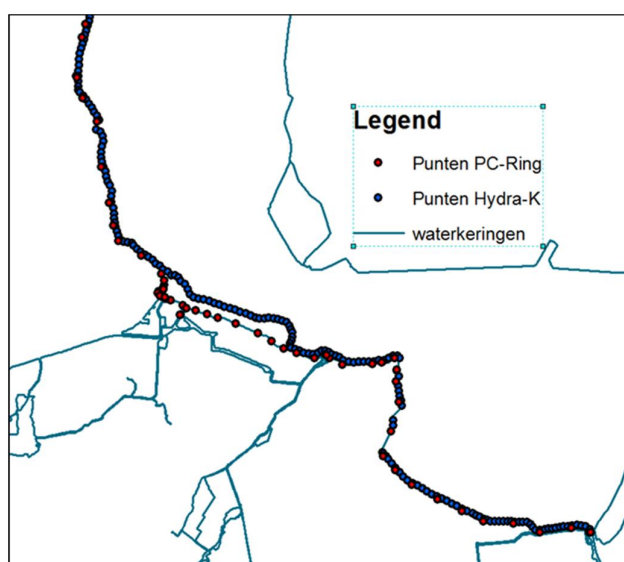 Legend
Punten PC-Ring
Punten Hydra-K
waterkeringen